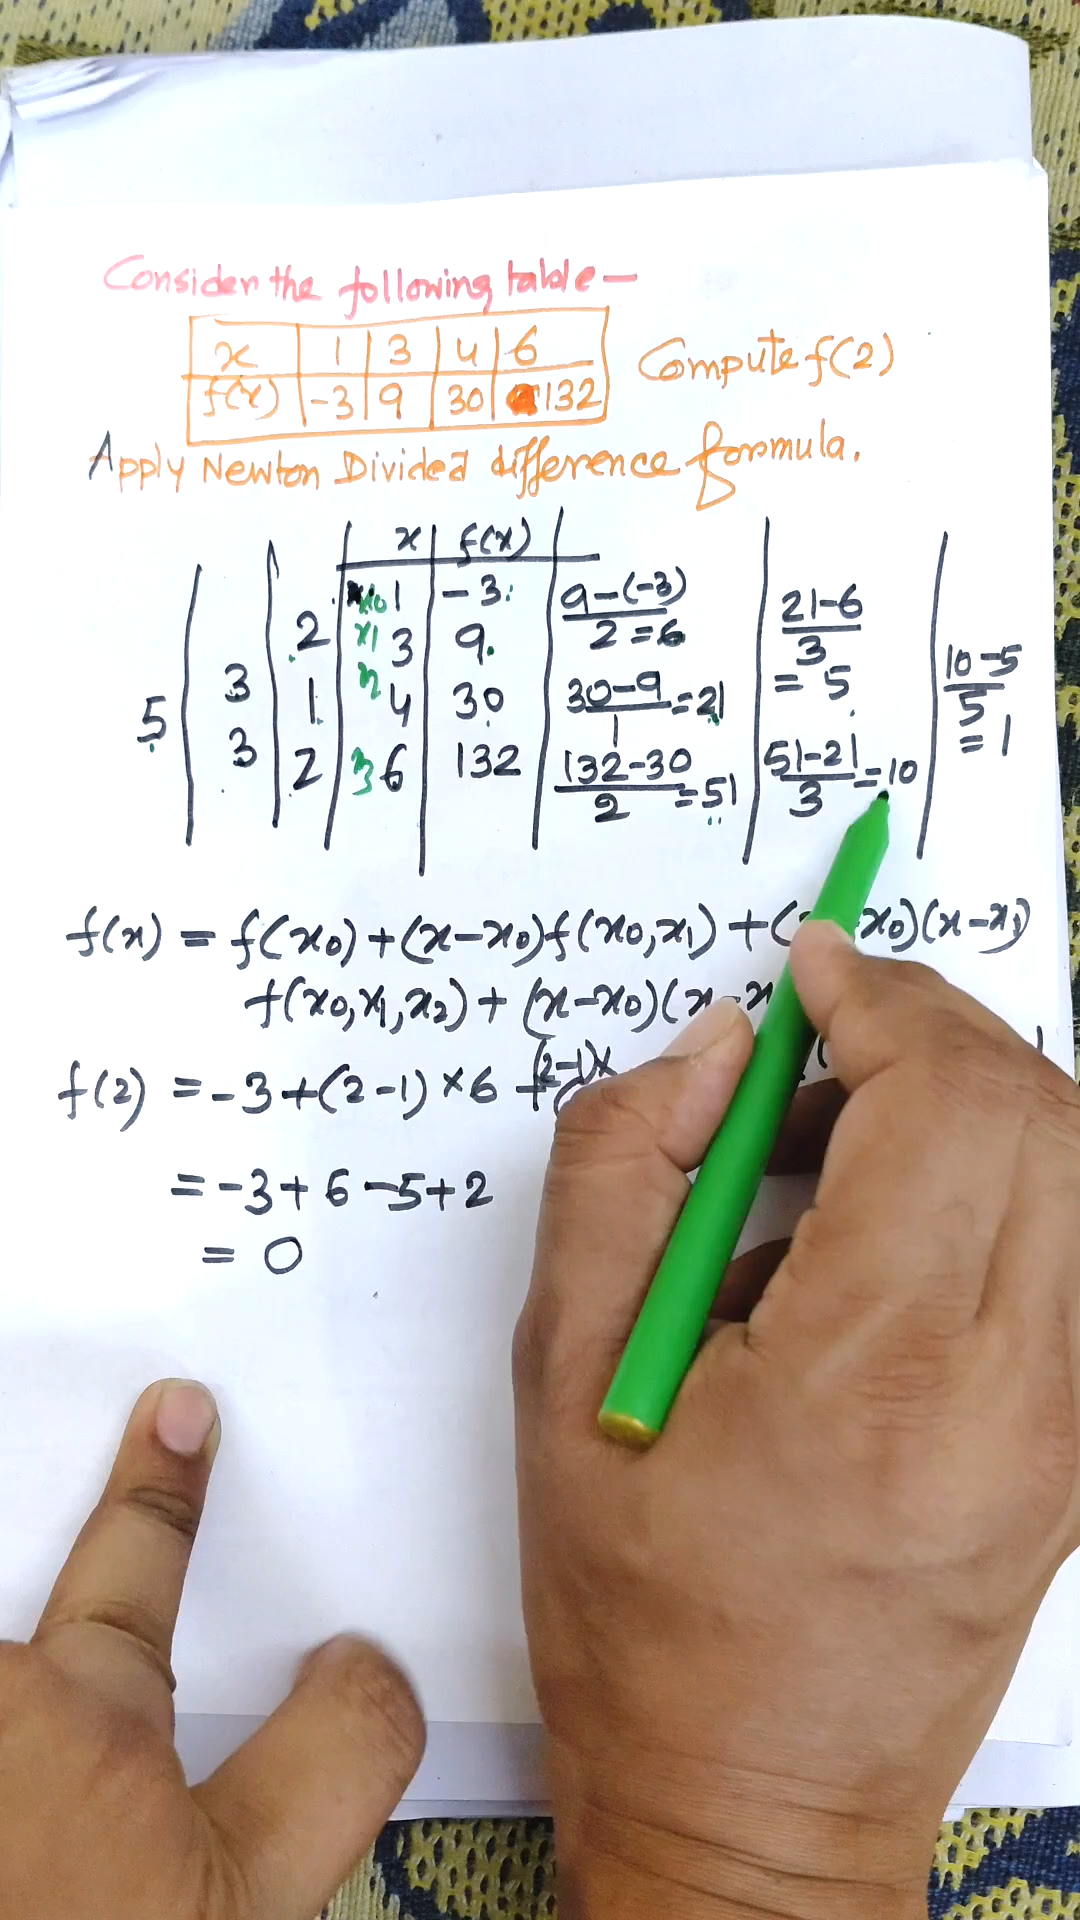 Consider the following table—
x 1 3 4 6
f(x) -3 9 30 132
Compute f(2)
Apply Newton Divided difference formula.
x f(x)
x0 1 -3 9-(-3)/2 = 6
2 x1 3 9 21-6/3 = 5
3 1 4 30 30-9/1 = 21 10-5/5 = 1
5 3 2 3 6 132 132-30/2 = 51 51-21/3 = 10
f(x) = f(x0)+(x-x0)f(x0,x1)+( x0)(x-x1)
f(x0,x1,x2)+(x-x0)(x-x
f(2) = -3+(2-1)×6 + (2-1)×
= -3+6-5+2
= 0